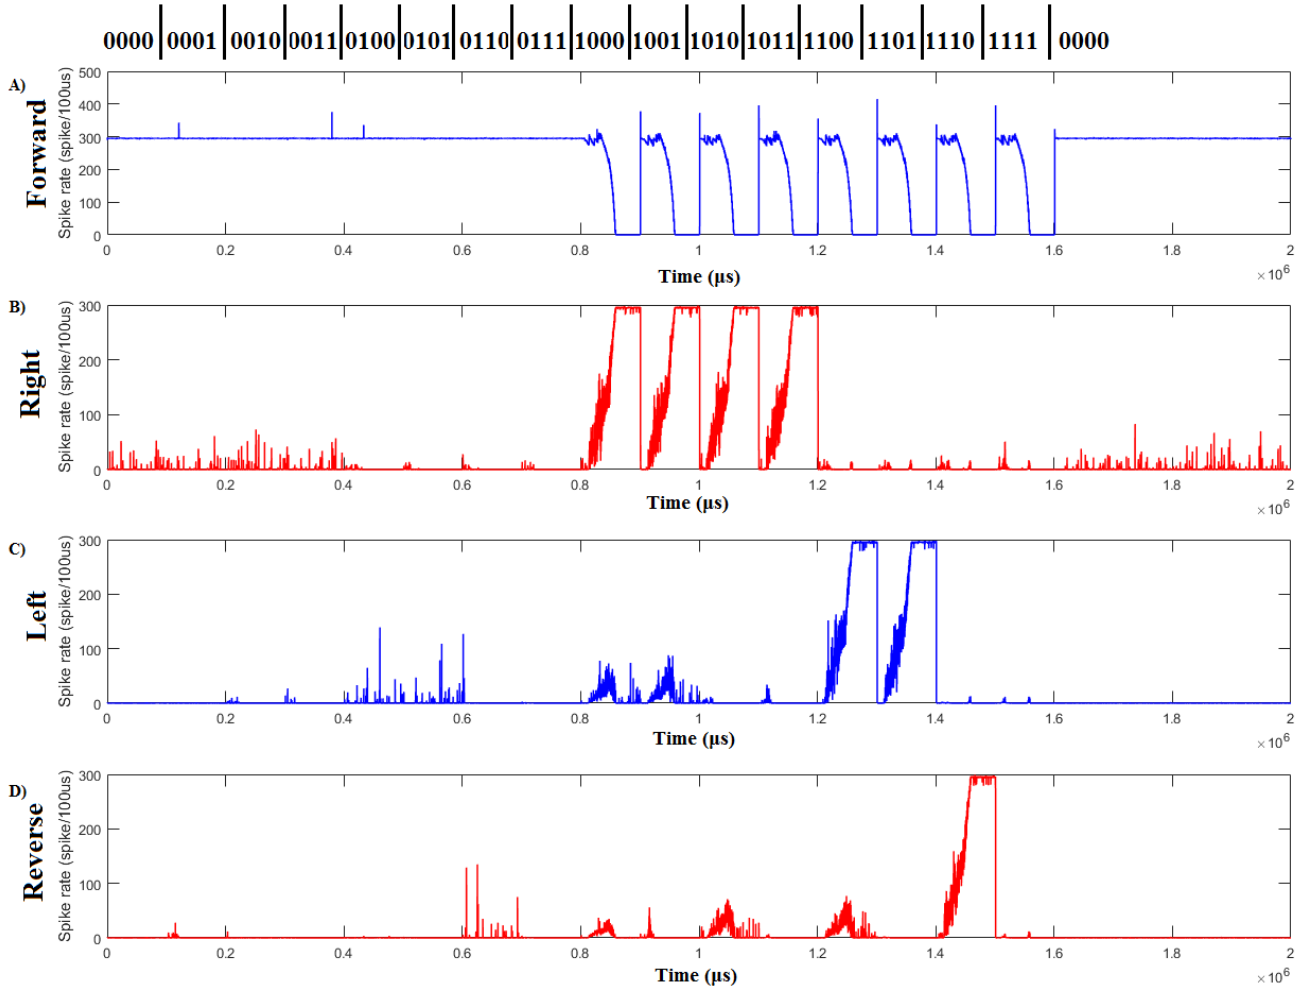 0000 0001 0010 0011 0100 0101 0110 0111 1000 1001 1010 1011 1100 1101 1110 1111 0000
A)
Forward
Spike rate (spike/100us)
500
400
300
200
100
0
0 0.2 0.4 0.6 0.8 1 1.2 1.4 1.6 1.8 2
Time (μs)
×10⁶
B)
Right
Spike rate (spike/100us)
300
200
100
0
0 0.2 0.4 0.6 0.8 1 1.2 1.4 1.6 1.8 2
Time (μs)
×10⁶
C)
Left
Spike rate (spike/100us)
300
200
100
0
0 0.2 0.4 0.6 0.8 1 1.2 1.4 1.6 1.8 2
Time (μs)
×10⁶
D)
Reverse
Spike rate (spike/100us)
300
200
100
0
0 0.2 0.4 0.6 0.8 1 1.2 1.4 1.6 1.8 2
Time (μs)
×10⁶